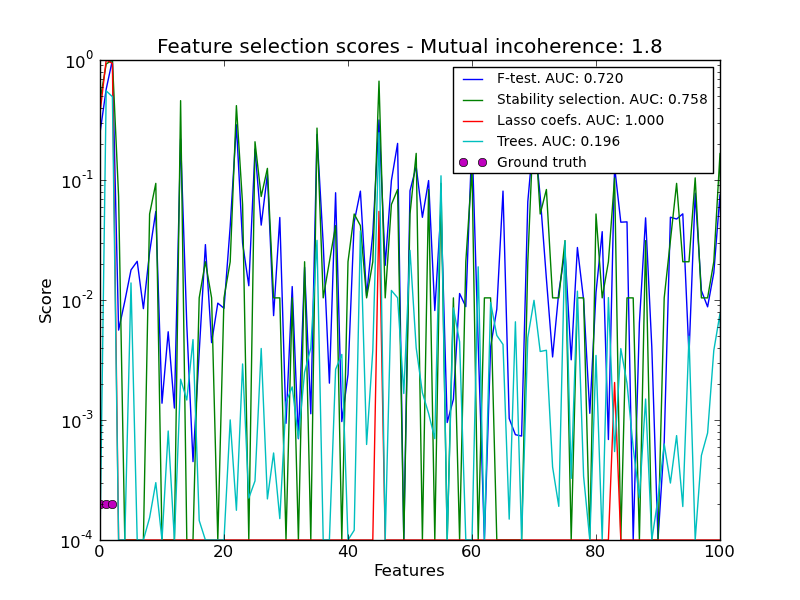 Feature selection scores - Mutual incoherence: 1.8
F-test. AUC: 0.720
Stability selection. AUC: 0.758
Lasso coefs. AUC: 1.000
Trees. AUC: 0.196
Ground truth
10^0
10^-1
10^-2
10^-3
10^-4
Score
0 20 40 60 80 100
Features